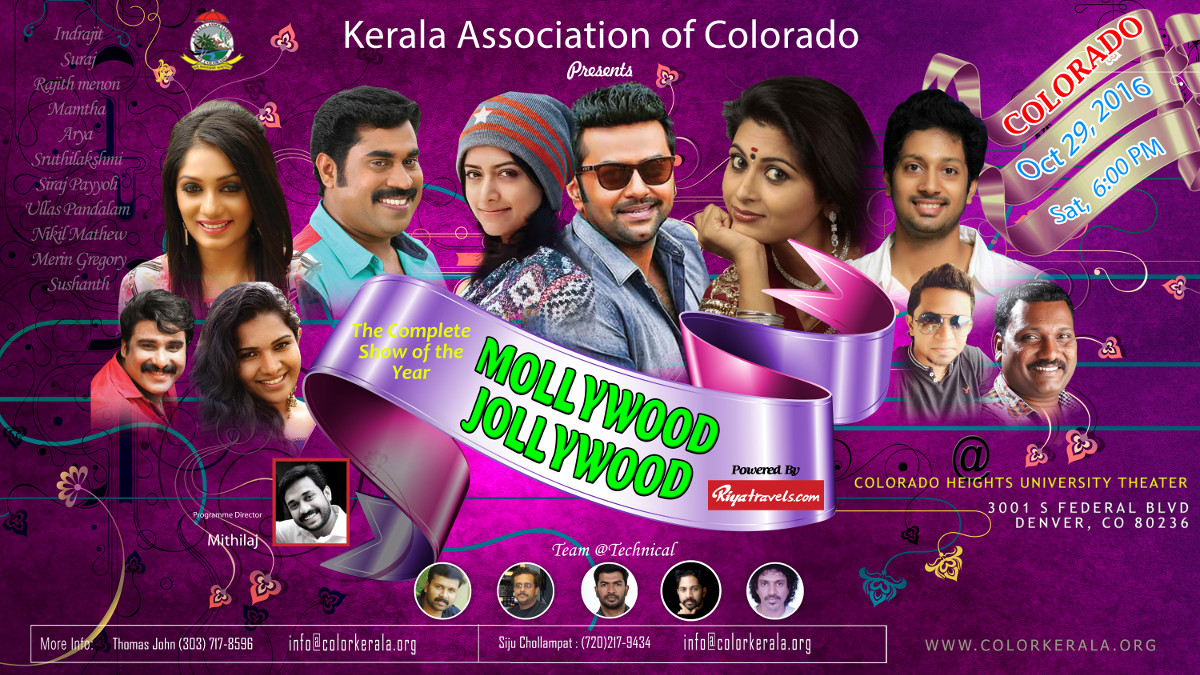 Kerala Association of Colorado
Presents
Indrajit
Suraj
Rajith menon
Mamtha
Arya
Sruthilakshmi
Siraj Payyoli
Ullas Pandalam
Nikil Mathew
Merin Gregory
Sushanth
COLORADO
Oct 29, 2016
Sat, 6:00 PM
The Complete
Show of the
Year
MOLLYWOOD
JOLLYWOOD
Powered By
Riyatravels.com
@
COLORADO HEIGHTS UNIVERSITY THEATER
3001 S FEDERAL BLVD
DENVER, CO 80236
Programme Director
Mithilaj
Team @Technical
More Info: Thomas John (303) 717-8596 info@colorkerala.org
Siju Chollampat : (720)217-9434 info@colorkerala.org
WWW.COLORKERALA.ORG